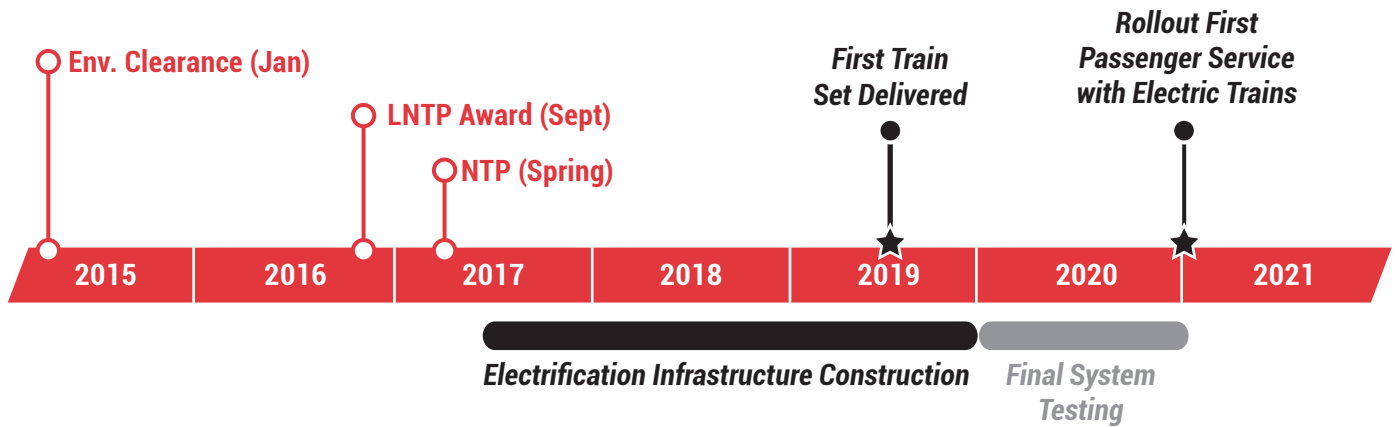 Env. Clearance (Jan)
LNTP Award (Sept)
NTP (Spring)
First Train
Set Delivered
Rollout First
Passenger Service
with Electric Trains
2015 2016 2017 2018 2019 2020 2021
Electrification Infrastructure Construction
Final System
Testing